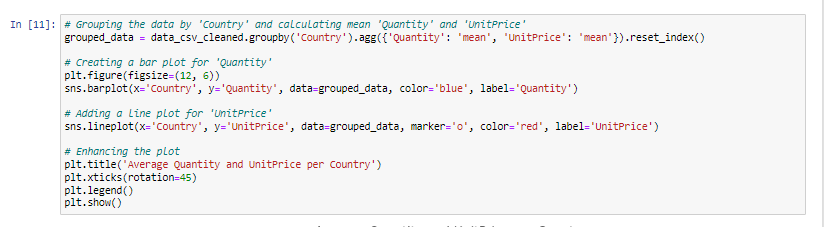 In [11]: # Grouping the data by 'Country' and calculating mean 'Quantity' and 'UnitPrice'
grouped_data = data_csv_cleaned.groupby('Country').agg({'Quantity': 'mean', 'UnitPrice': 'mean'}).reset_index()
# Creating a bar plot for 'Quantity'
plt.figure(figsize=(12, 6))
sns.barplot(x='Country', y='Quantity', data=grouped_data, color='blue', label='Quantity')
# Adding a line plot for 'UnitPrice'
sns.lineplot(x='Country', y='UnitPrice', data=grouped_data, marker='o', color='red', label='UnitPrice')
# Enhancing the plot
plt.title('Average Quantity and UnitPrice per Country')
plt.xticks(rotation=45)
plt.legend()
plt.show()